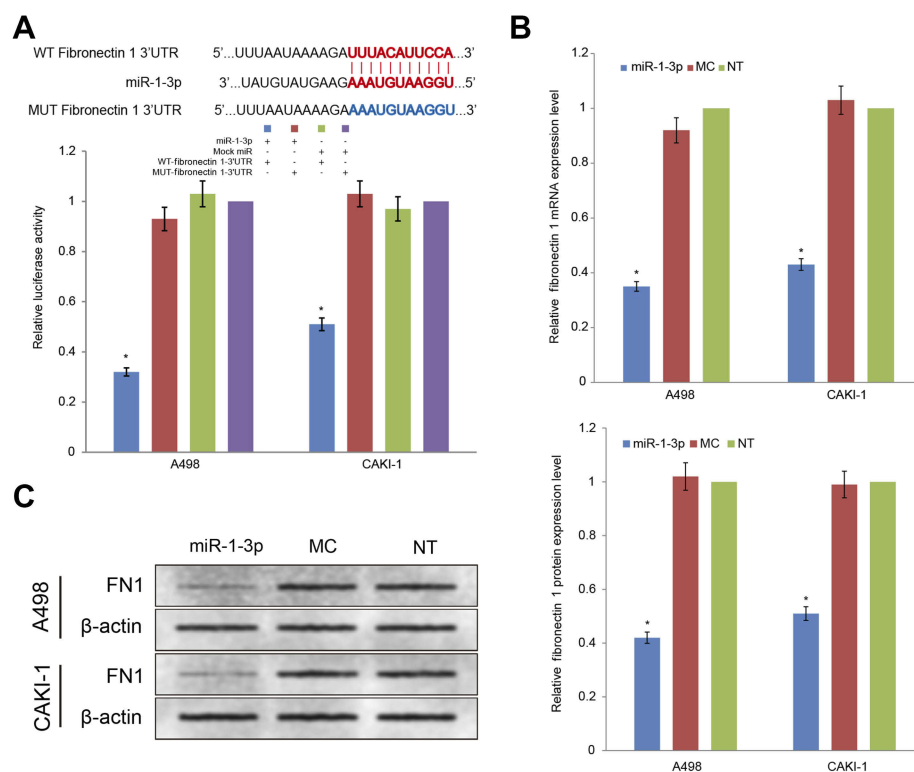 A
WT Fibronectin 1 3'UTR 5'...UUUAAUAAAAGAUUUACAUUCCA...3'
miR-1-3p 3'...UAUGUAUGAAGAAAUGUAAGGU...5'
MUT Fibronectin 1 3'UTR 5'...UUUAAUAAAAGAAAAUGUAAGGU...3'
miR-1-3p + + - -
Mock miR - - + +
WT-fibronectin 1-3'UTR + - + -
MUT-fibronectin 1-3'UTR - + - +
Relative luciferase activity
1.2
1
0.8
0.6
0.4
0.2
0
*
*
A498 CAKI-1
B
miR-1-3p MC NT
Relative fibronectin 1 mRNA expression level
1.2
1
0.8
0.6
0.4
0.2
0
*
*
A498 CAKI-1
miR-1-3p MC NT
Relative fibronectin 1 protein expression level
1.2
1
0.8
0.6
0.4
0.2
0
*
*
A498 CAKI-1
C
miR-1-3p MC NT
A498
FN1
β-actin
CAKI-1
FN1
β-actin